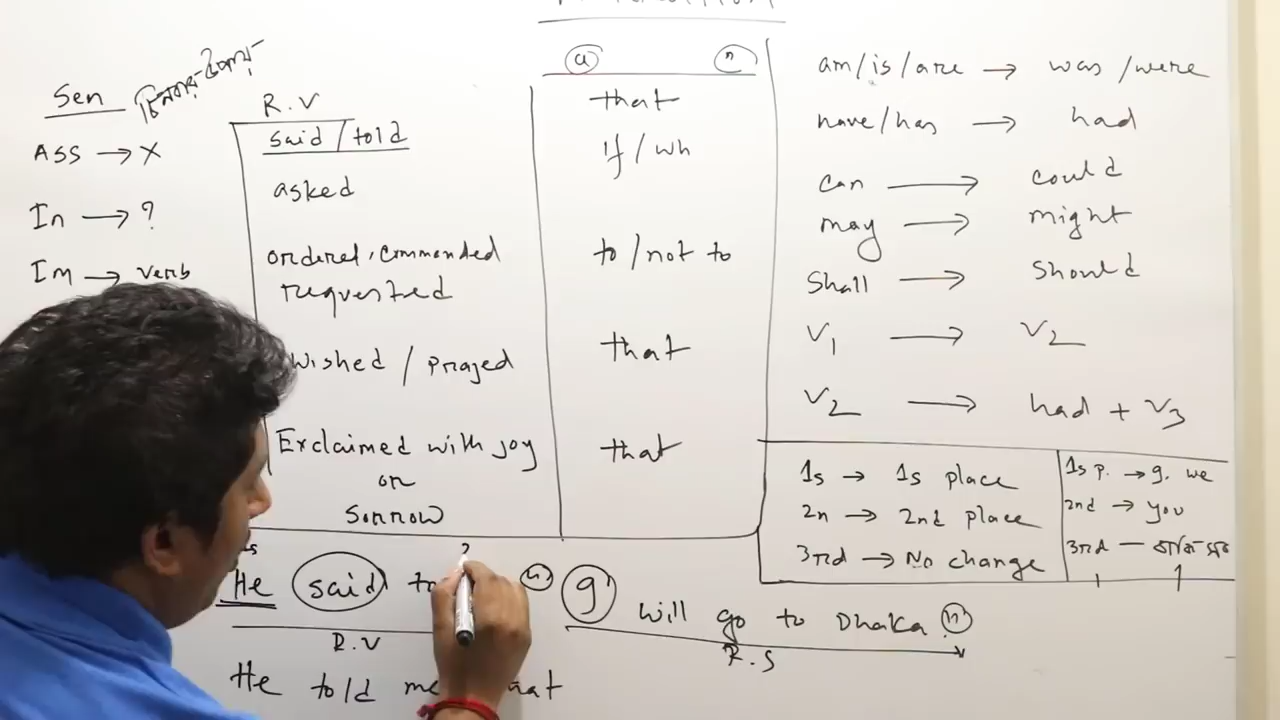 Sen
Ass → X
In → ?
Im → verb
R.V
said / told
asked
ordered, commanded
requested
wished / prayed
Exclaimed with joy
or
sorrow
a n
that
if / wh
to / not to
that
that
am/is/are → was /were
have/has → had
can → could
may → might
Shall → Should
V1 → V2
V2 → had + V3
1s → 1s place
2n → 2nd place
3rd → No change
1s p. → I. we
2nd → you
3rd —
He said to
I will go to Dhaka
R.V
R.S
He told me